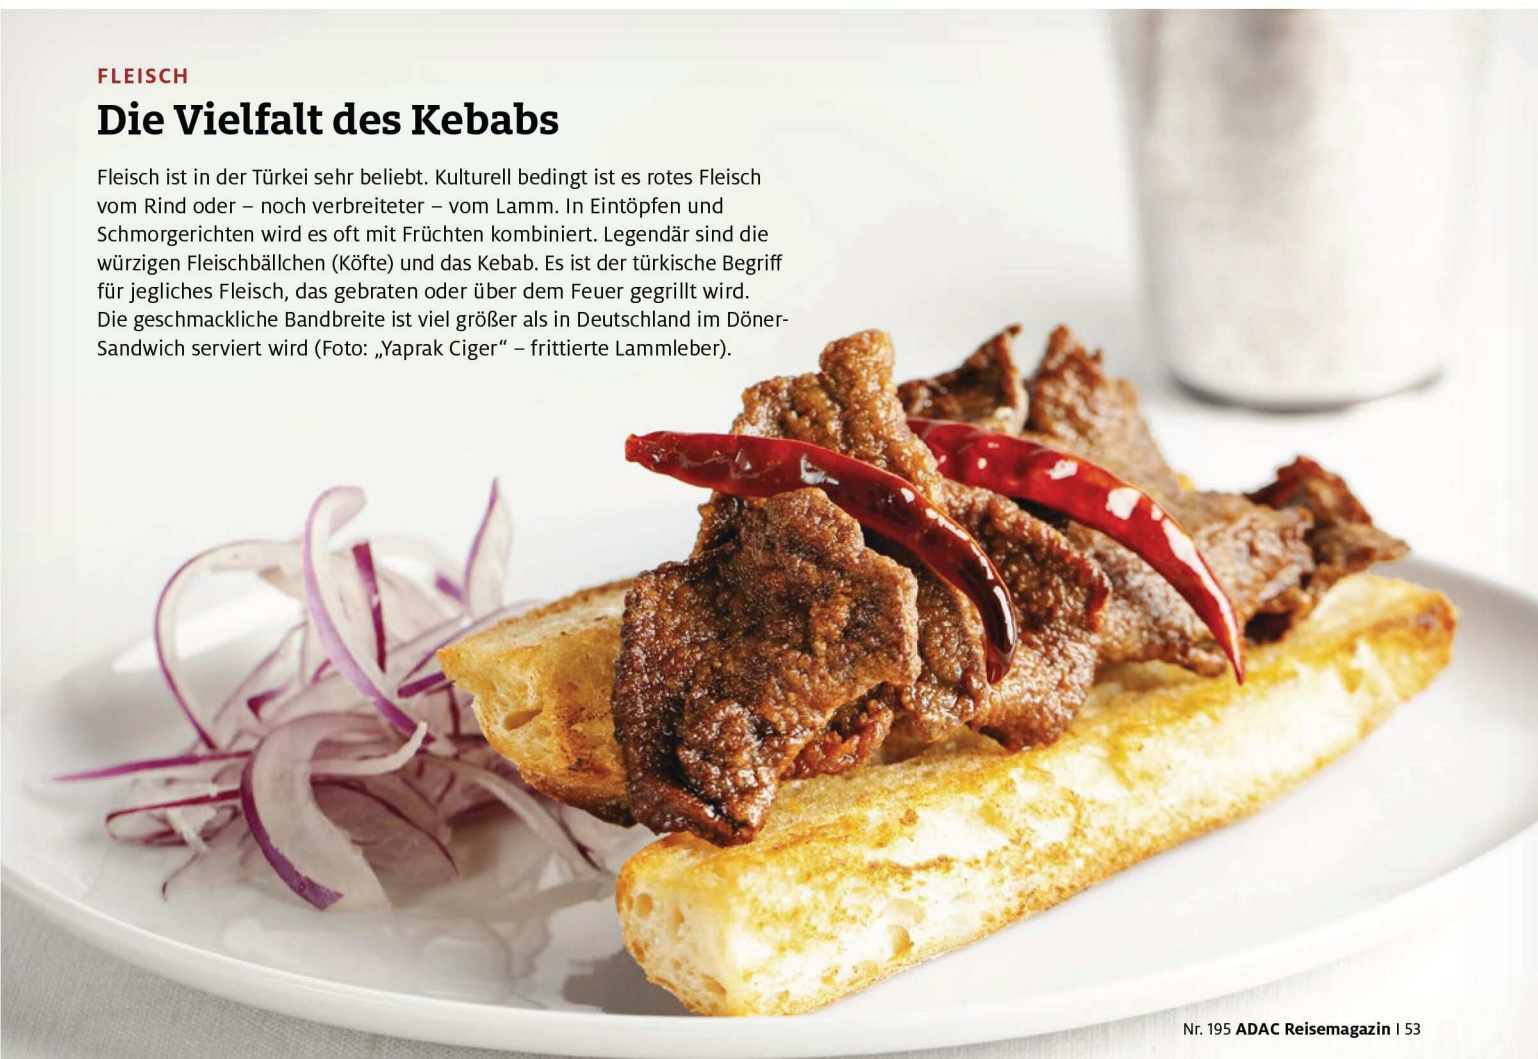 FLEISCH
Die Vielfalt des Kebabs
Fleisch ist in der Türkei sehr beliebt. Kulturell bedingt ist es rotes Fleisch
vom Rind oder – noch verbreiteter – vom Lamm. In Eintöpfen und
Schmorgerichten wird es oft mit Früchten kombiniert. Legendär sind die
würzigen Fleischbällchen (Köfte) und das Kebab. Es ist der türkische Begriff
für jegliches Fleisch, das gebraten oder über dem Feuer gegrillt wird.
Die geschmackliche Bandbreite ist viel größer als in Deutschland im Döner-
Sandwich serviert wird (Foto: „Yaprak Ciger“ – frittierte Lammleber).
Nr. 195 ADAC Reisemagazin I 53